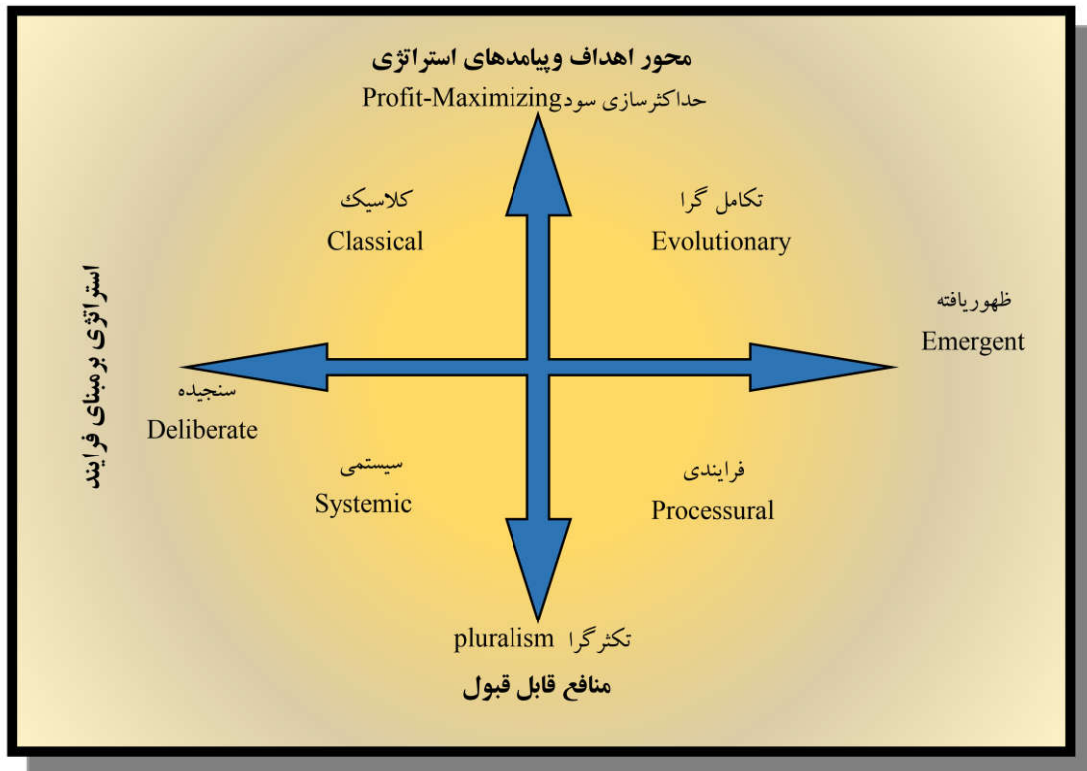 محور اهداف وپیامدهای استراتژی
حداکثرسازی سود Profit-Maximizing
تکامل گرا
Evolutionary
کلاسیک
Classical
ظهوریافته
Emergent
استراتژی برمبنای فرایند
سنجیده
Deliberate
فرایندی
Processural
سیستمی
Systemic
تکثرگرا pluralism
منافع قابل قبول